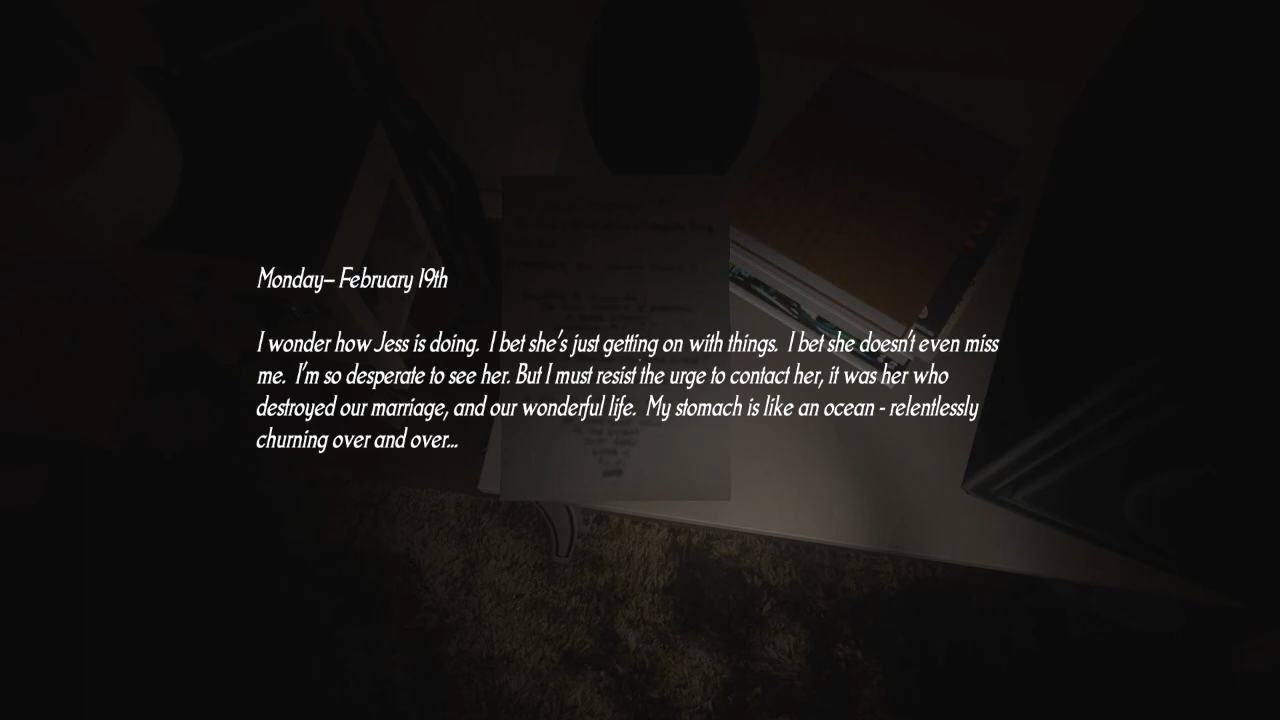 Monday– February 19th
I wonder how Jess is doing.  I bet she's just getting on with things.  I bet she doesn't even miss
me.  I'm so desperate to see her. But I must resist the urge to contact her, it was her who
destroyed our marriage, and our wonderful life.  My stomach is like an ocean - relentlessly
churning over and over...